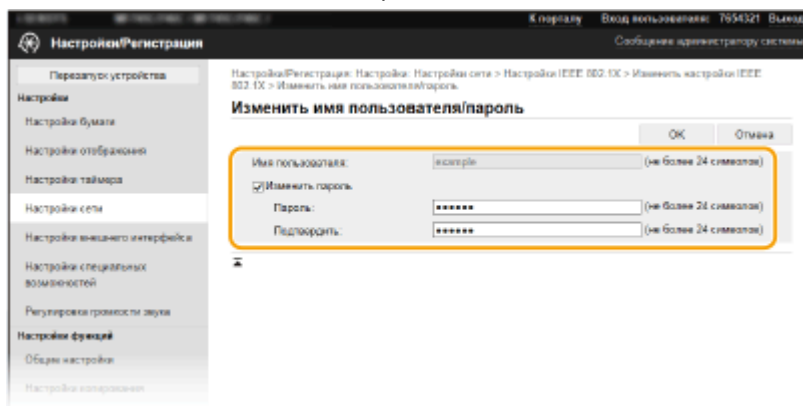 К порталу Вход пользователя: 7654321 Выход
Настройки/Регистрация
Сообщение администратору системы
Перезапуск устройства
Настройки
Настройки бумаги
Настройки отображения
Настройки таймера
Настройки сети
Настройки внешнего интерфейса
Настройки специальных
возможностей
Регулировка громкости звука
Настройки функций
Общие настройки
Настройки копирования
Настройки/Регистрация: Настройки: Настройки сети > Настройки IEEE 802.1X > Изменить настройки IEEE
802.1X > Изменить имя пользователя/пароль
Изменить имя пользователя/пароль
OK Отмена
Имя пользователя: example (не более 24 символов)
Изменить пароль
Пароль: •••••• (не более 24 символов)
Подтвердить: •••••• (не более 24 символов)